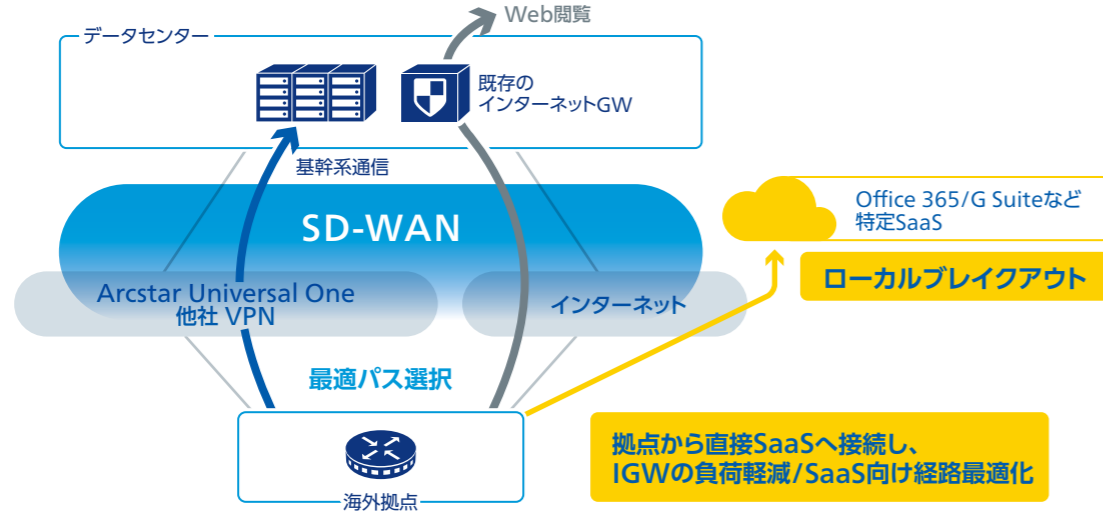 Web閲覧
データセンター
既存の
インターネットGW
基幹系通信
SD-WAN
Office 365/G Suiteなど
特定SaaS
ローカルブレイクアウト
Arcstar Universal One
他社 VPN
インターネット
最適パス選択
拠点から直接SaaSへ接続し、
IGWの負荷軽減/SaaS向け経路最適化
海外拠点